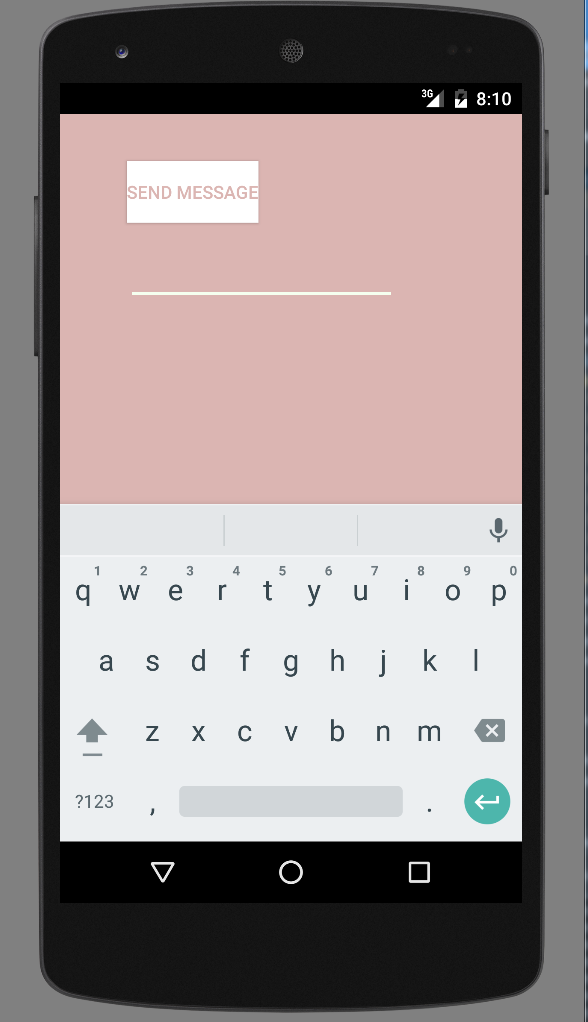 3G 8:10
SEND MESSAGE
1 2 3 4 5 6 7 8 9 0
q w e r t y u i o p
a s d f g h j k l
z x c v b n m
?123 , .